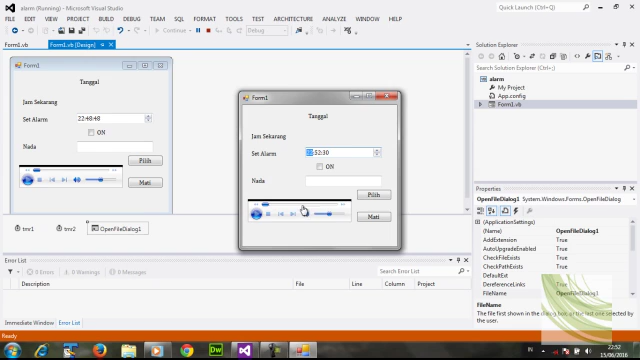 alarm (Running) - Microsoft Visual Studio
Quick Launch (Ctrl+Q)
FILE EDIT VIEW PROJECT BUILD DEBUG TEAM SQL TOOLS TEST ARCHITECTURE ANALYZE WINDOW HELP
Continue Debug
Form1.vb Form1.vb [Design]
Form1
Tanggal
Jam Sekarang
Set Alarm 22:48:48
ON
Nada
Pilih
Mati
Form1
Tanggal
Jam Sekarang
Set Alarm 22:52:30
ON
Nada
Pilih
Mati
tmr1 tmr2 OpenFileDialog1
Solution Explorer
Search Solution Explorer (Ctrl+;)
alarm
My Project
App.config
Form1.vb
Properties
OpenFileDialog1 System.Windows.Forms.OpenFileDialog
(ApplicationSettings)
(Name) OpenFileDialog1
AddExtension True
AutoUpgradeEnabled True
CheckFileExists True
CheckPathExists True
DefaultExt
DereferenceLinks True
FileName OpenFileDialog1
FileName
The file first shown in the dialog box, or the last one selected by the user.
Error List
0 Errors 0 Warnings 0 Messages
Search Error List
Description File Line Column Project
Immediate Window Error List
Ready
IN
22:52
15/06/2016